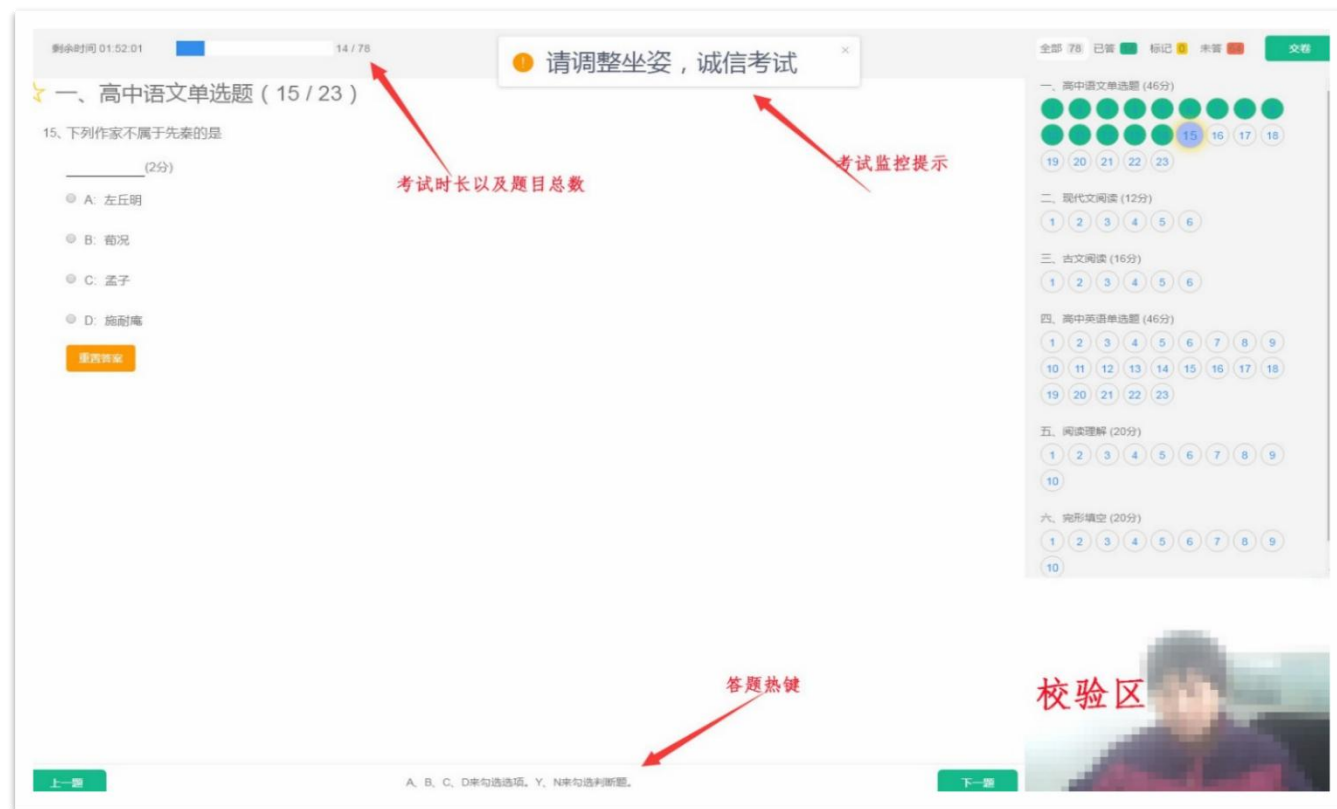 剩余时间 01:52:01 14 / 78
请调整坐姿，诚信考试 ×
全部 78 已答 标记 0 未答 64 交卷
一、高中语文单选题（15 / 23）
15、下列作家不属于先秦的是
(2分)
A: 左丘明
B: 荀况
C: 孟子
D: 施耐庵
重置答案
考试时长以及题目总数
考试监控提示
一、高中语文单选题 (46分)
15 16 17 18
19 20 21 22 23
二、现代文阅读 (12分)
1 2 3 4 5 6
三、古文阅读 (16分)
1 2 3 4 5 6
四、高中英语单选题 (46分)
1 2 3 4 5 6 7 8 9
10 11 12 13 14 15 16 17 18
19 20 21 22 23
五、阅读理解 (20分)
1 2 3 4 5 6 7 8 9
10
六、完形填空 (20分)
1 2 3 4 5 6 7 8 9
10
校验区
答题热键
上一题
A、B、C、D来勾选选项。Y、N来勾选判断题。
下一题